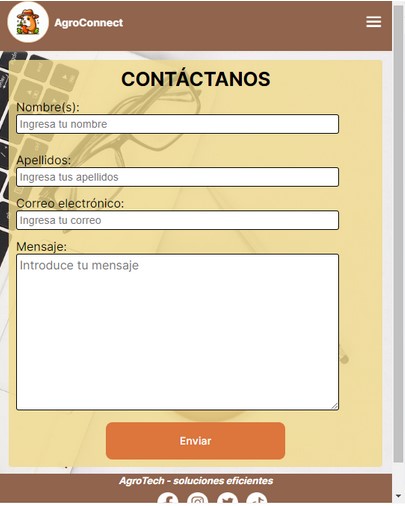 AgroConnect
CONTÁCTANOS
Nombre(s):
Ingresa tu nombre
Apellidos:
Ingresa tus apellidos
Correo electrónico:
Ingresa tu correo
Mensaje:
Introduce tu mensaje
Enviar
AgroTech - soluciones eficientes